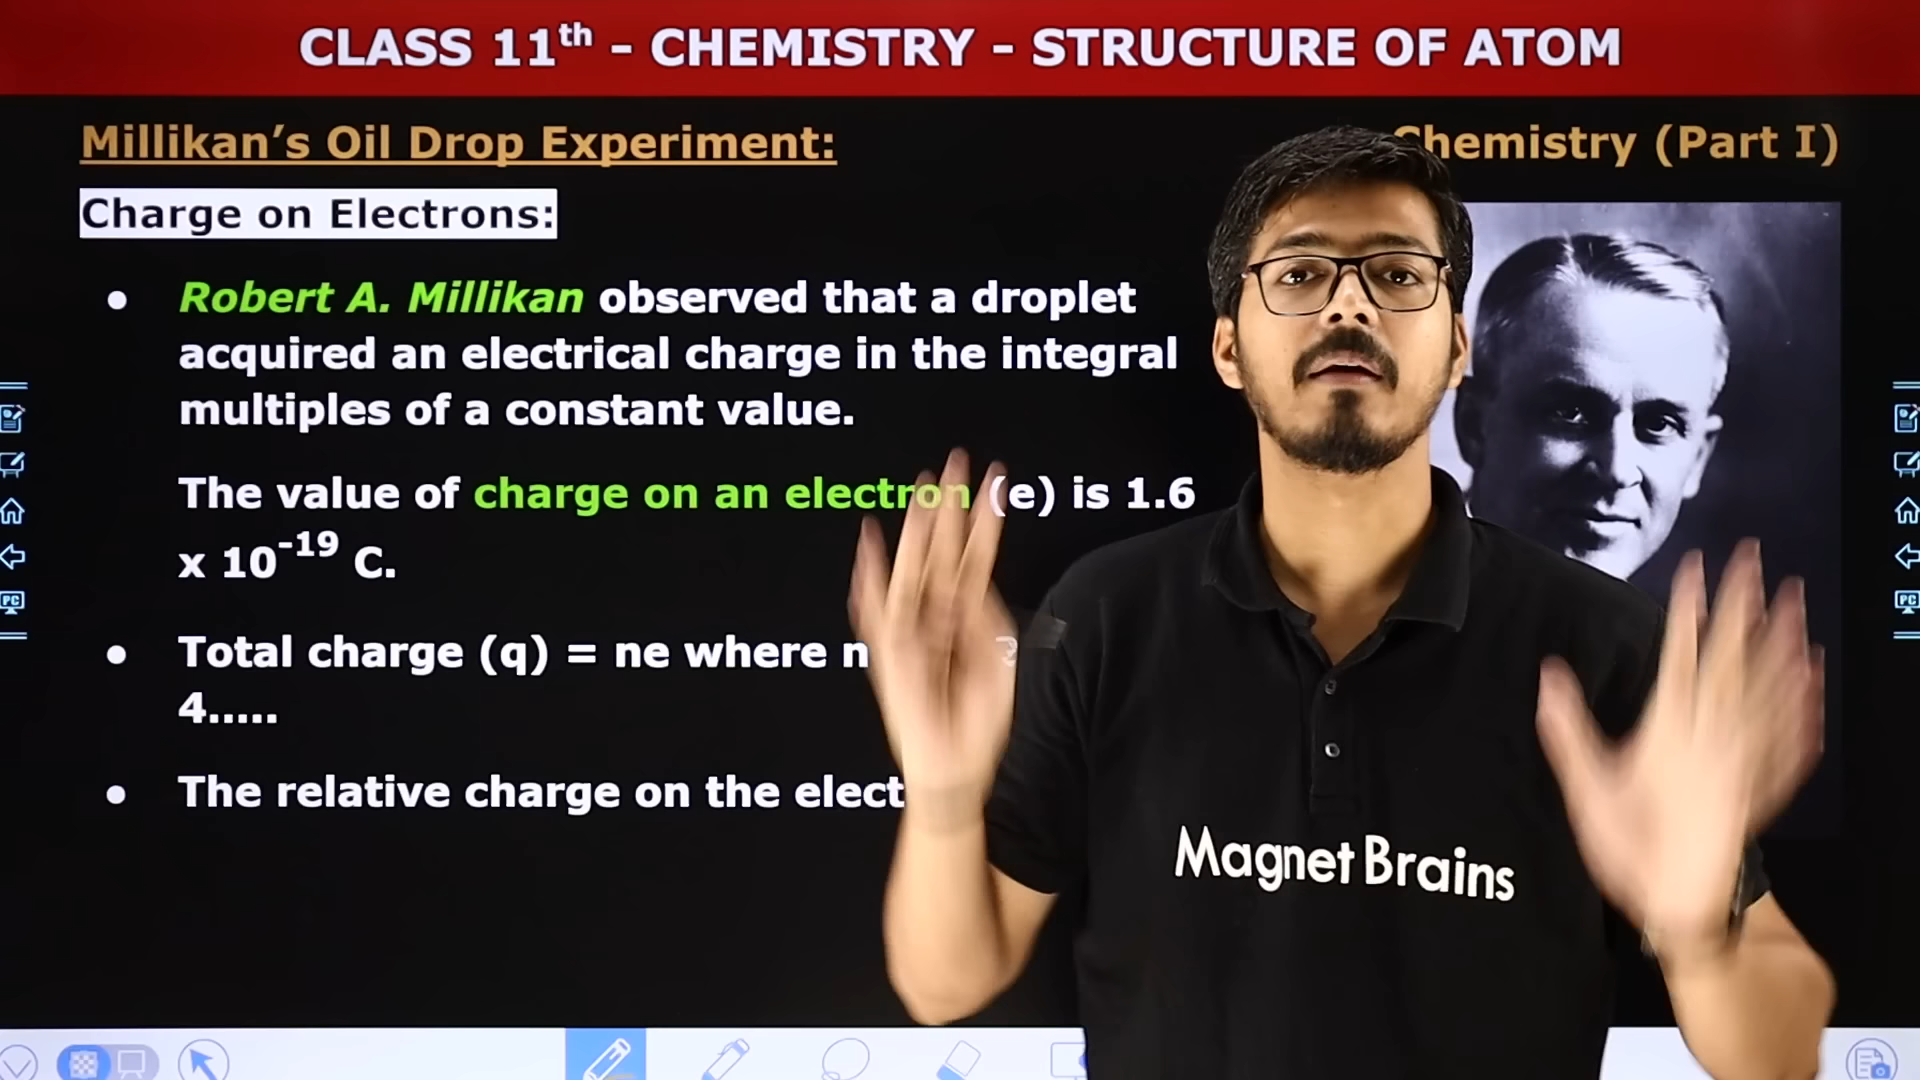 CLASS 11th - CHEMISTRY - STRUCTURE OF ATOM
Millikan's Oil Drop Experiment:
hemistry (Part I)
Charge on Electrons:
● Robert A. Millikan observed that a droplet
acquired an electrical charge in the integral
multiples of a constant value.
The value of charge on an electron (e) is 1.6
x 10-19 C.
● Total charge (q) = ne where n
4.....
● The relative charge on the elect
Magnet Brains
PC
PC